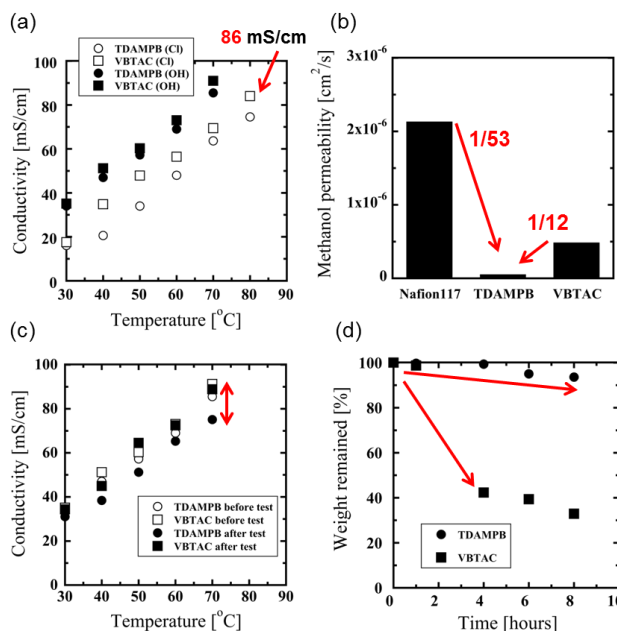 (a)
TDAMPB (Cl)
VBTAC (Cl)
TDAMPB (OH)
VBTAC (OH)
86 mS/cm
100
80
60
40
20
0
30 40 50 60 70 80 90
Conductivity [mS/cm]
Temperature [°C]
(b)
3x10-6
2x10-6
1x10-6
0
Methanol permeability [cm2/s]
1/53
1/12
Nafion117 TDAMPB VBTAC
(c)
100
80
60
40
20
0
30 40 50 60 70 80 90
Conductivity [mS/cm]
Temperature [°C]
TDAMPB before test
VBTAC before test
TDAMPB after test
VBTAC after test
(d)
100
80
60
40
20
0
0 2 4 6 8 10
Weight remained [%]
Time [hours]
TDAMPB
VBTAC